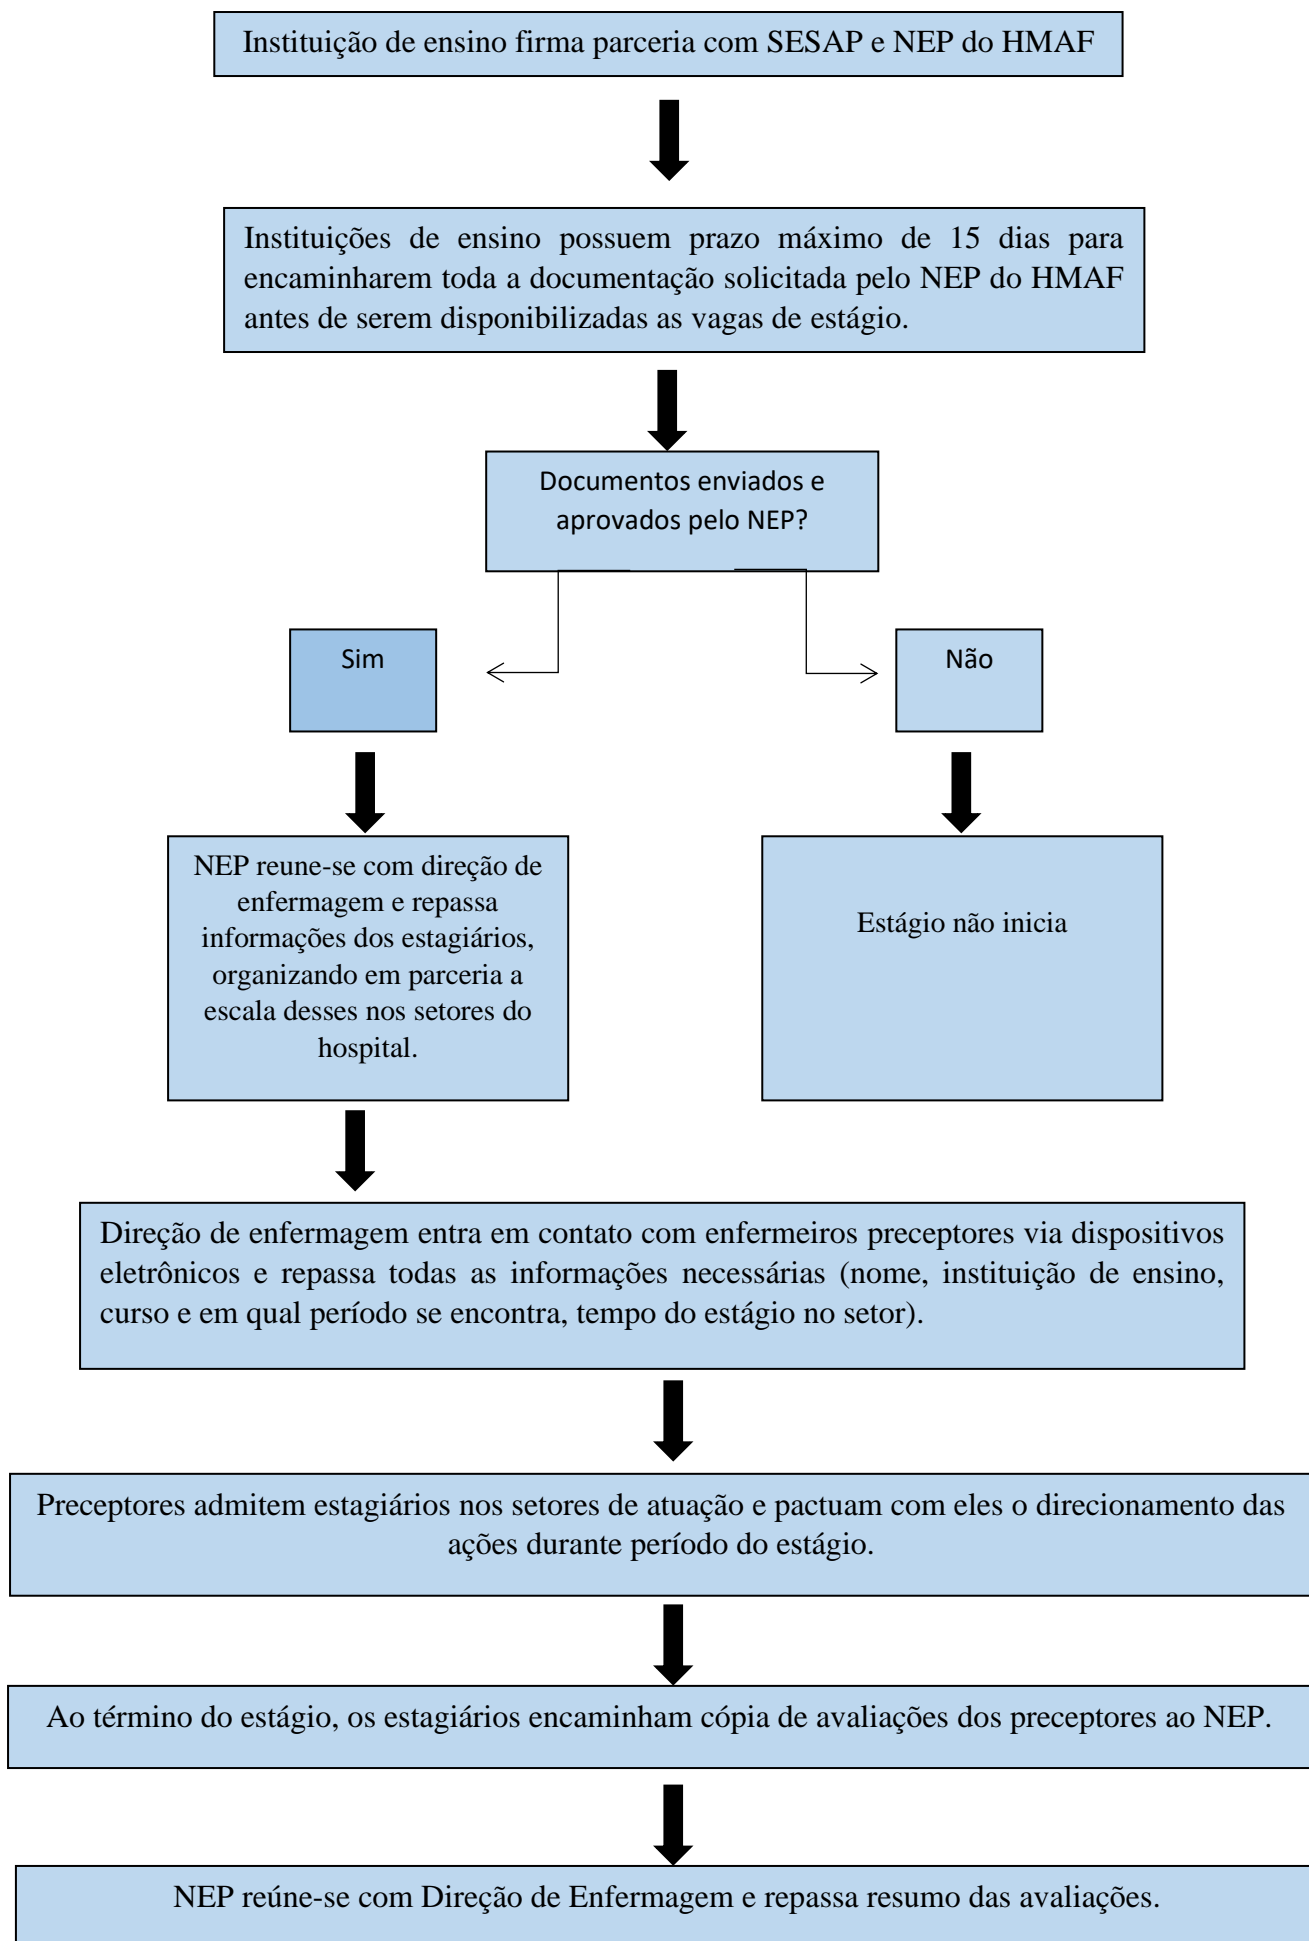 Instituição de ensino firma parceria com SESAP e NEP do HMAF
Instituições de ensino possuem prazo máximo de 15 dias para
encaminharem toda a documentação solicitada pelo NEP do HMAF
antes de serem disponibilizadas as vagas de estágio.
Documentos enviados e
aprovados pelo NEP?
Sim
Não
NEP reune-se com direção de
enfermagem e repassa
informações dos estagiários,
organizando em parceria a
escala desses nos setores do
hospital.
Estágio não inicia
Direção de enfermagem entra em contato com enfermeiros preceptores via dispositivos
eletrônicos e repassa todas as informações necessárias (nome, instituição de ensino,
curso e em qual período se encontra, tempo do estágio no setor).
Preceptores admitem estagiários nos setores de atuação e pactuam com eles o direcionamento das
ações durante período do estágio.
Ao término do estágio, os estagiários encaminham cópia de avaliações dos preceptores ao NEP.
NEP reúne-se com Direção de Enfermagem e repassa resumo das avaliações.